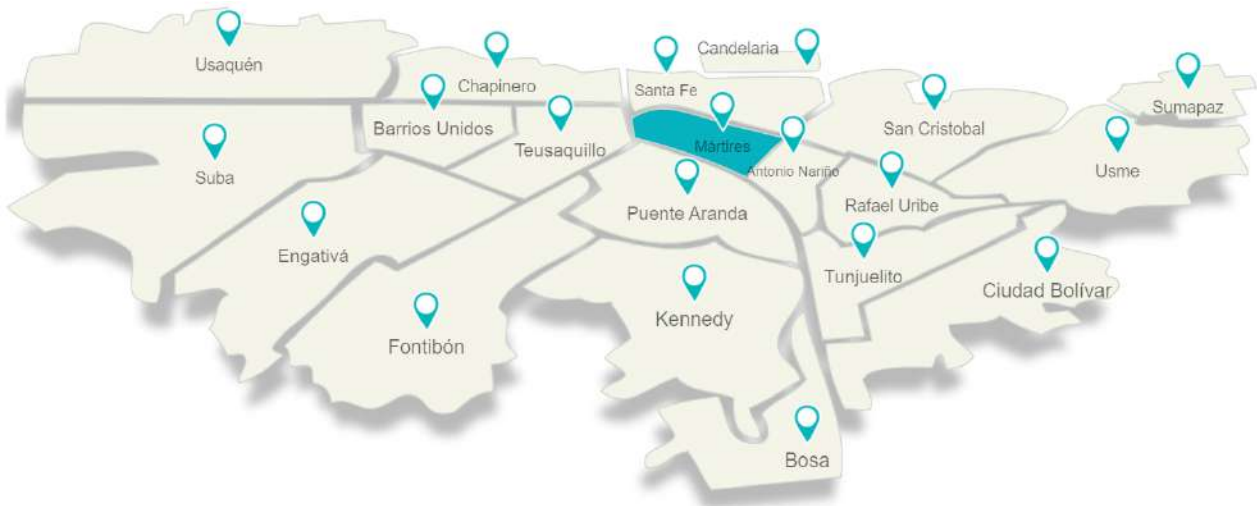 Usaquén
Chapinero
Candelaria
Santa Fe
Sumapaz
Barrios Unidos
Teusaquillo
Mártires
San Cristobal
Suba
Antonio Nariño
Usme
Puente Aranda
Rafael Uribe
Engativá
Tunjuelito
Ciudad Bolívar
Kennedy
Fontibón
Bosa